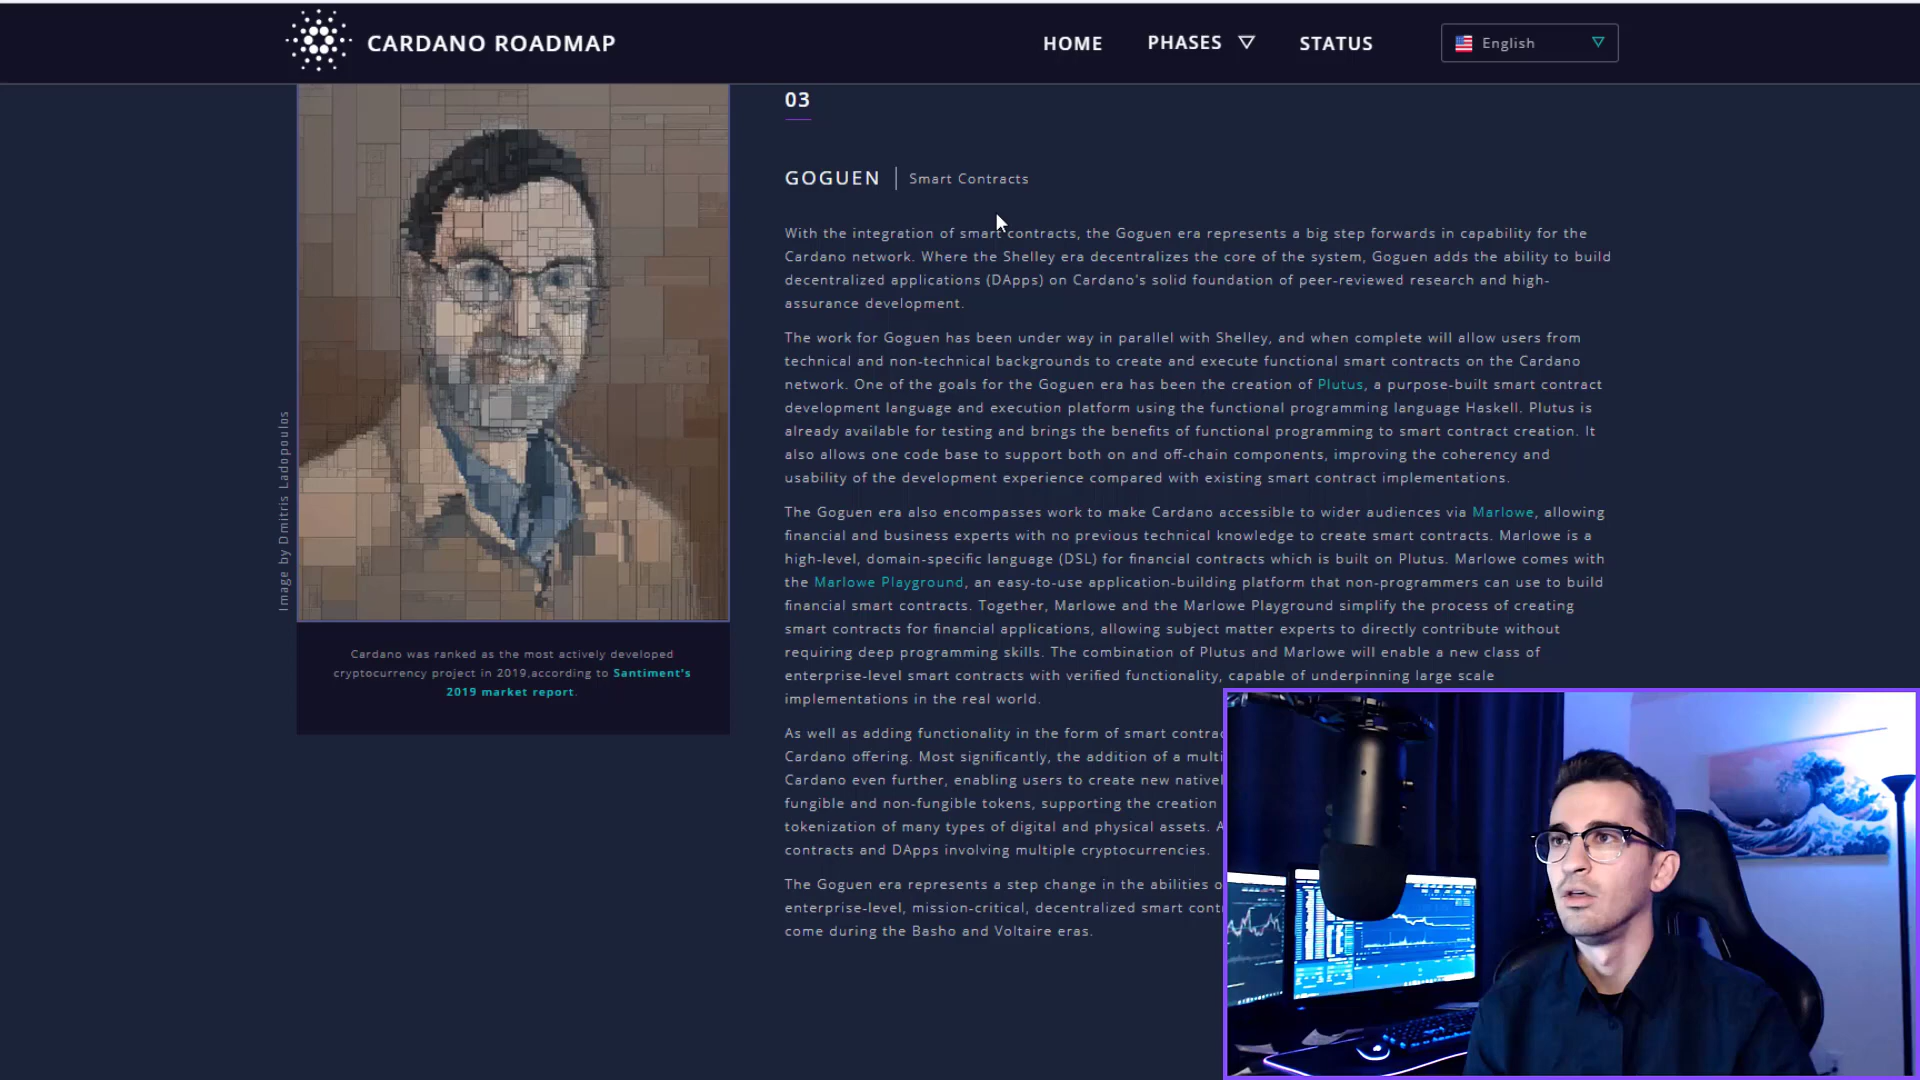 CARDANO ROADMAP
HOME
PHASES
STATUS
English
03
GOGUEN
Smart Contracts
With the integration of smart contracts, the Goguen era represents a big step forwards in capability for the
Cardano network. Where the Shelley era decentralizes the core of the system, Goguen adds the ability to build
decentralized applications (DApps) on Cardano's solid foundation of peer-reviewed research and high-
assurance development.
The work for Goguen has been under way in parallel with Shelley, and when complete will allow users from
technical and non-technical backgrounds to create and execute functional smart contracts on the Cardano
network. One of the goals for the Goguen era has been the creation of Plutus, a purpose-built smart contract
development language and execution platform using the functional programming language Haskell. Plutus is
already available for testing and brings the benefits of functional programming to smart contract creation. It
also allows one code base to support both on and off-chain components, improving the coherency and
usability of the development experience compared with existing smart contract implementations.
The Goguen era also encompasses work to make Cardano accessible to wider audiences via Marlowe, allowing
financial and business experts with no previous technical knowledge to create smart contracts. Marlowe is a
high-level, domain-specific language (DSL) for financial contracts which is built on Plutus. Marlowe comes with
the Marlowe Playground, an easy-to-use application-building platform that non-programmers can use to build
financial smart contracts. Together, Marlowe and the Marlowe Playground simplify the process of creating
smart contracts for financial applications, allowing subject matter experts to directly contribute without
requiring deep programming skills. The combination of Plutus and Marlowe will enable a new class of
enterprise-level smart contracts with verified functionality, capable of underpinning large scale
implementations in the real world.
As well as adding functionality in the form of smart contrac
Cardano offering. Most significantly, the addition of a multi
Cardano even further, enabling users to create new nativel
fungible and non-fungible tokens, supporting the creation
tokenization of many types of digital and physical assets. A
contracts and DApps involving multiple cryptocurrencies.
The Goguen era represents a step change in the abilities o
enterprise-level, mission-critical, decentralized smart cont
come during the Basho and Voltaire eras.
Image by Dmitris Ladopoulos
Cardano was ranked as the most actively developed
cryptocurrency project in 2019,according to Santiment's
2019 market report.